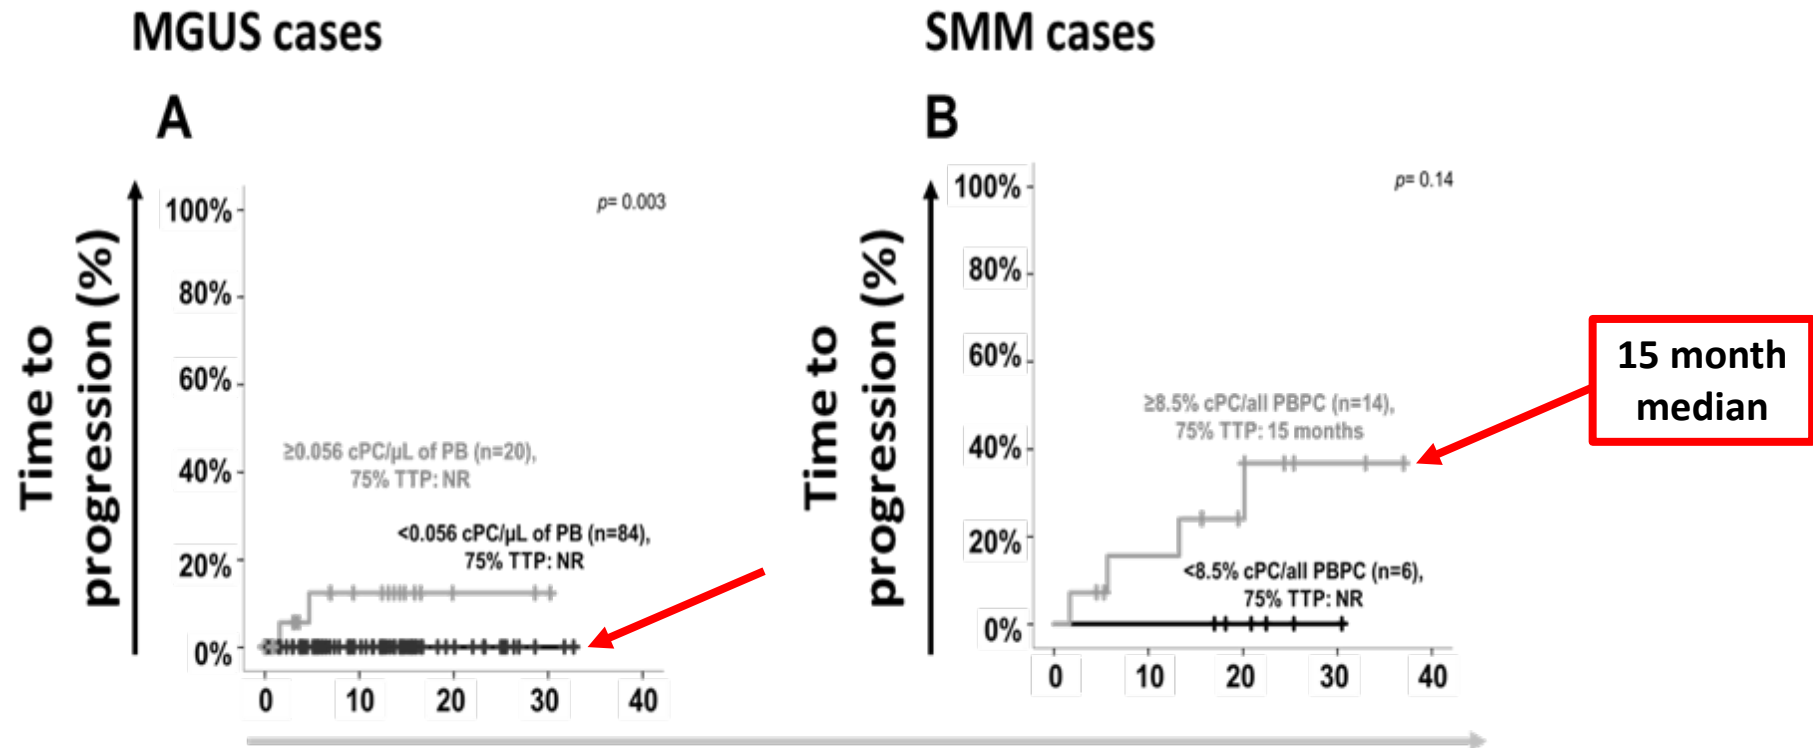 MGUS cases
A
Time to
progression (%)
100%
80%
60%
40%
20%
0%
p= 0.003
≥0.056 cPC/µL of PB (n=20),
75% TTP: NR
<0.056 cPC/µL of PB (n=84),
75% TTP: NR
0 10 20 30 40
SMM cases
B
Time to
progression (%)
100%
80%
60%
40%
20%
0%
p= 0.14
≥8.5% cPC/all PBPC (n=14),
75% TTP: 15 months
<8.5% cPC/all PBPC (n=6),
75% TTP: NR
0 10 20 30 40
15 month
median